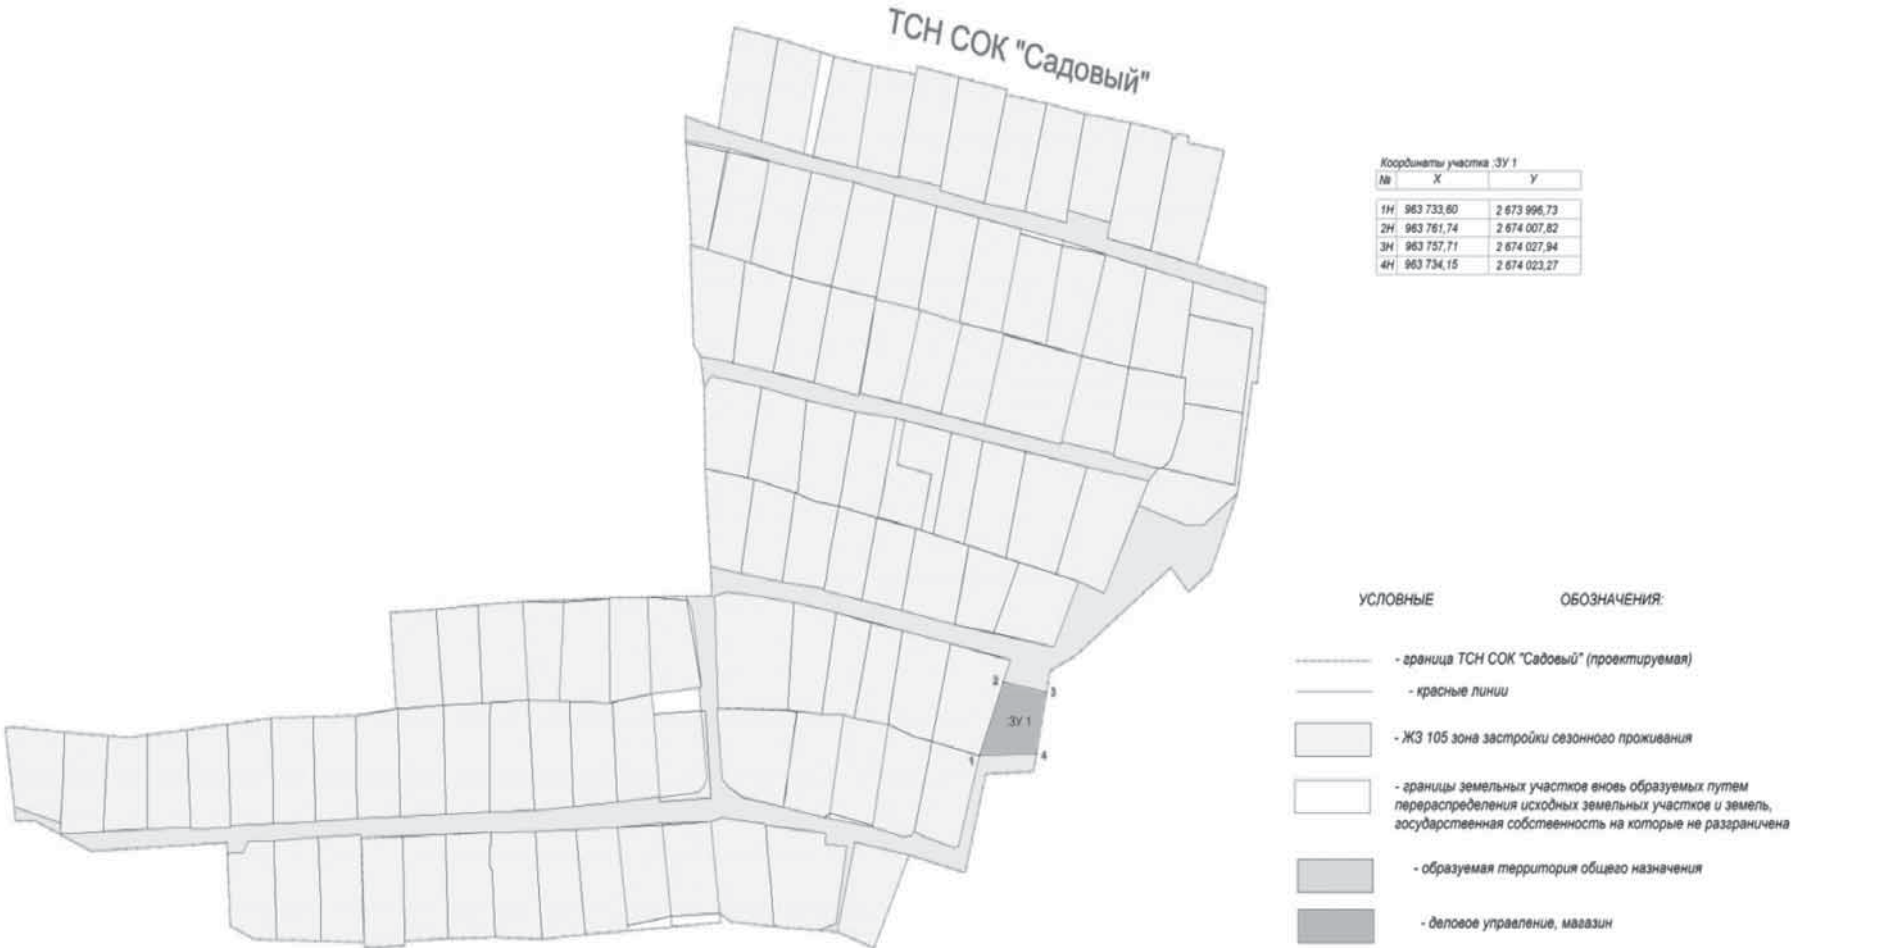 ТСН СОК "Садовый"
Координаты участка :ЗУ 1
№ X У
1Н 963 733,60 2 673 996,73
2Н 963 761,74 2 674 007,82
3Н 963 757,71 2 674 027,94
4Н 963 734,15 2 674 023,27
2
3
:ЗУ 1
1
4
УСЛОВНЫЕ ОБОЗНАЧЕНИЯ:
- граница ТСН СОК "Садовый" (проектируемая)
- красные линии
- ЖЗ 105 зона застройки сезонного проживания
- границы земельных участков вновь образуемых путем
перераспределения исходных земельных участков и земель,
государственная собственность на которые не разграничена
- образуемая территория общего назначения
- деловое управление, магазин